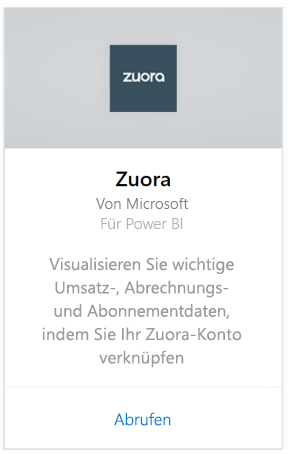 zuora
Zuora
Von Microsoft
Für Power BI
Visualisieren Sie wichtige
Umsatz-, Abrechnungs-
und Abonnementdaten,
indem Sie Ihr Zuora-Konto
verknüpfen
Abrufen